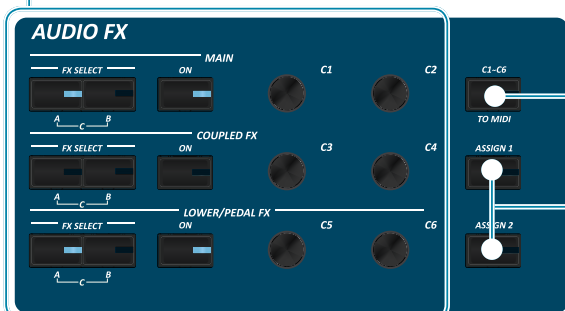 AUDIO FX
MAIN
FX SELECT ON C1 C2 C1~C6
A C B TO MIDI
COUPLED FX
FX SELECT ON C3 C4 ASSIGN 1
A C B
LOWER/PEDAL FX
FX SELECT ON C5 C6 ASSIGN 2
A C B